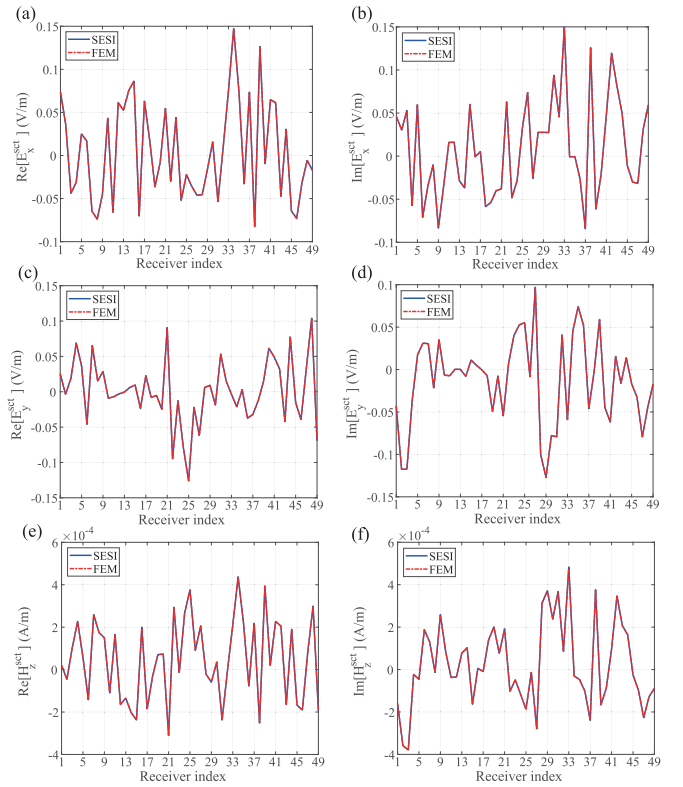 (a)
0.15
0.1
0.05
0
-0.05
-0.1
Re[E_x^sct] (V/m)
SESI
FEM
1 5 9 13 17 21 25 29 33 37 41 45 49
Receiver index
(b)
0.15
0.1
0.05
0
-0.05
-0.1
Im[E_x^sct] (V/m)
SESI
FEM
1 5 9 13 17 21 25 29 33 37 41 45 49
Receiver index
(c)
0.15
0.1
0.05
0
-0.05
-0.1
-0.15
Re[E_y^sct] (V/m)
SESI
FEM
1 5 9 13 17 21 25 29 33 37 41 45 49
Receiver index
(d)
0.1
0.05
0
-0.05
-0.1
-0.15
Im[E_y^sct] (V/m)
SESI
FEM
1 5 9 13 17 21 25 29 33 37 41 45 49
Receiver index
(e)
×10^-4
6
4
2
0
-2
-4
Re[H_z^sct] (A/m)
SESI
FEM
1 5 9 13 17 21 25 29 33 37 41 45 49
Receiver index
(f)
×10^-4
6
4
2
0
-2
-4
Im[H_z^sct] (A/m)
SESI
FEM
1 5 9 13 17 21 25 29 33 37 41 45 49
Receiver index